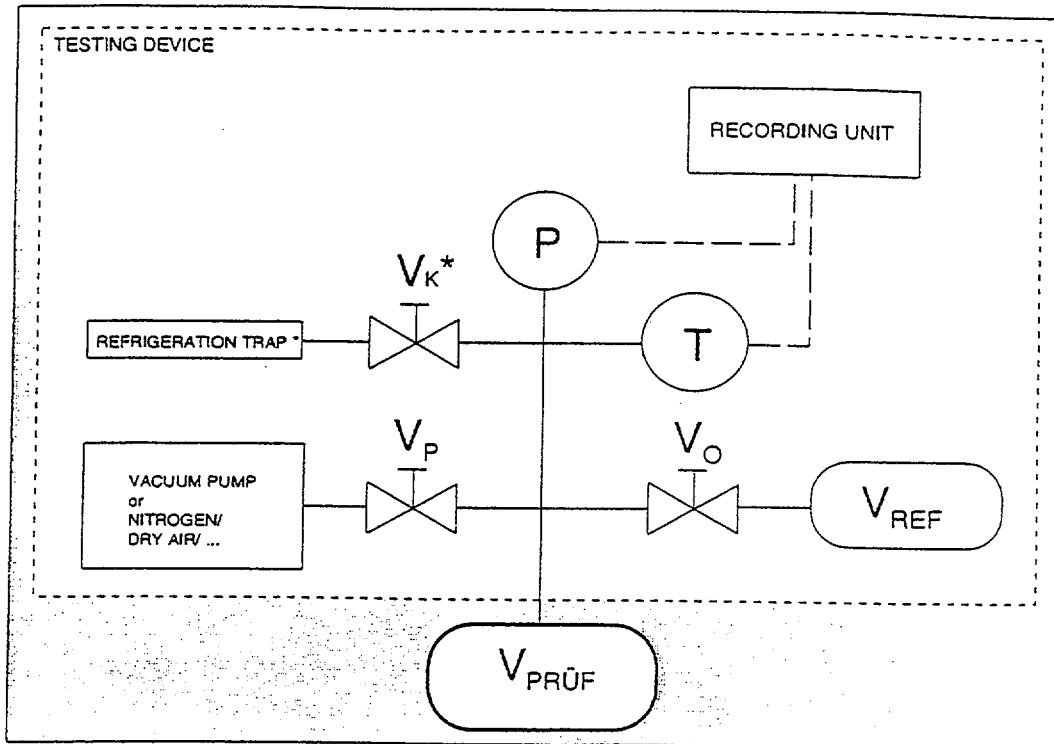 TESTING DEVICE
RECORDING UNIT
P
VK*
REFRIGERATION TRAP *
T
VP
VO
VACUUM PUMP
or
NITROGEN/
DRY AIR/ ...
VREF
VPRÜF